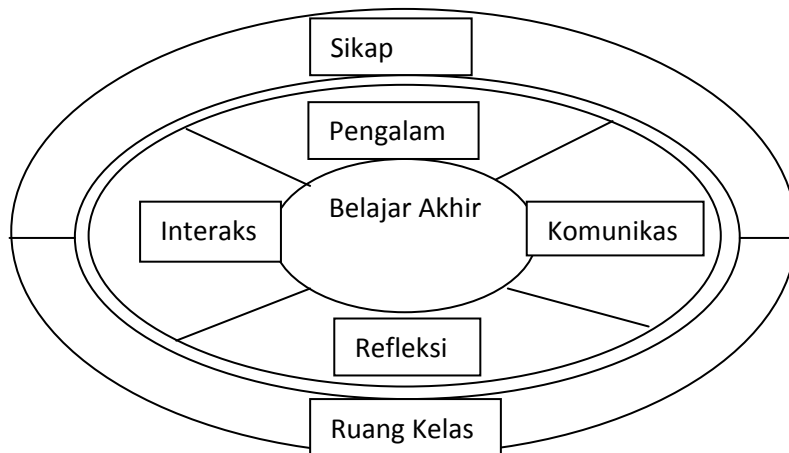 Sikap
Pengalam
Belajar Akhir
Interaks
Komunikas
Refleksi
Ruang Kelas